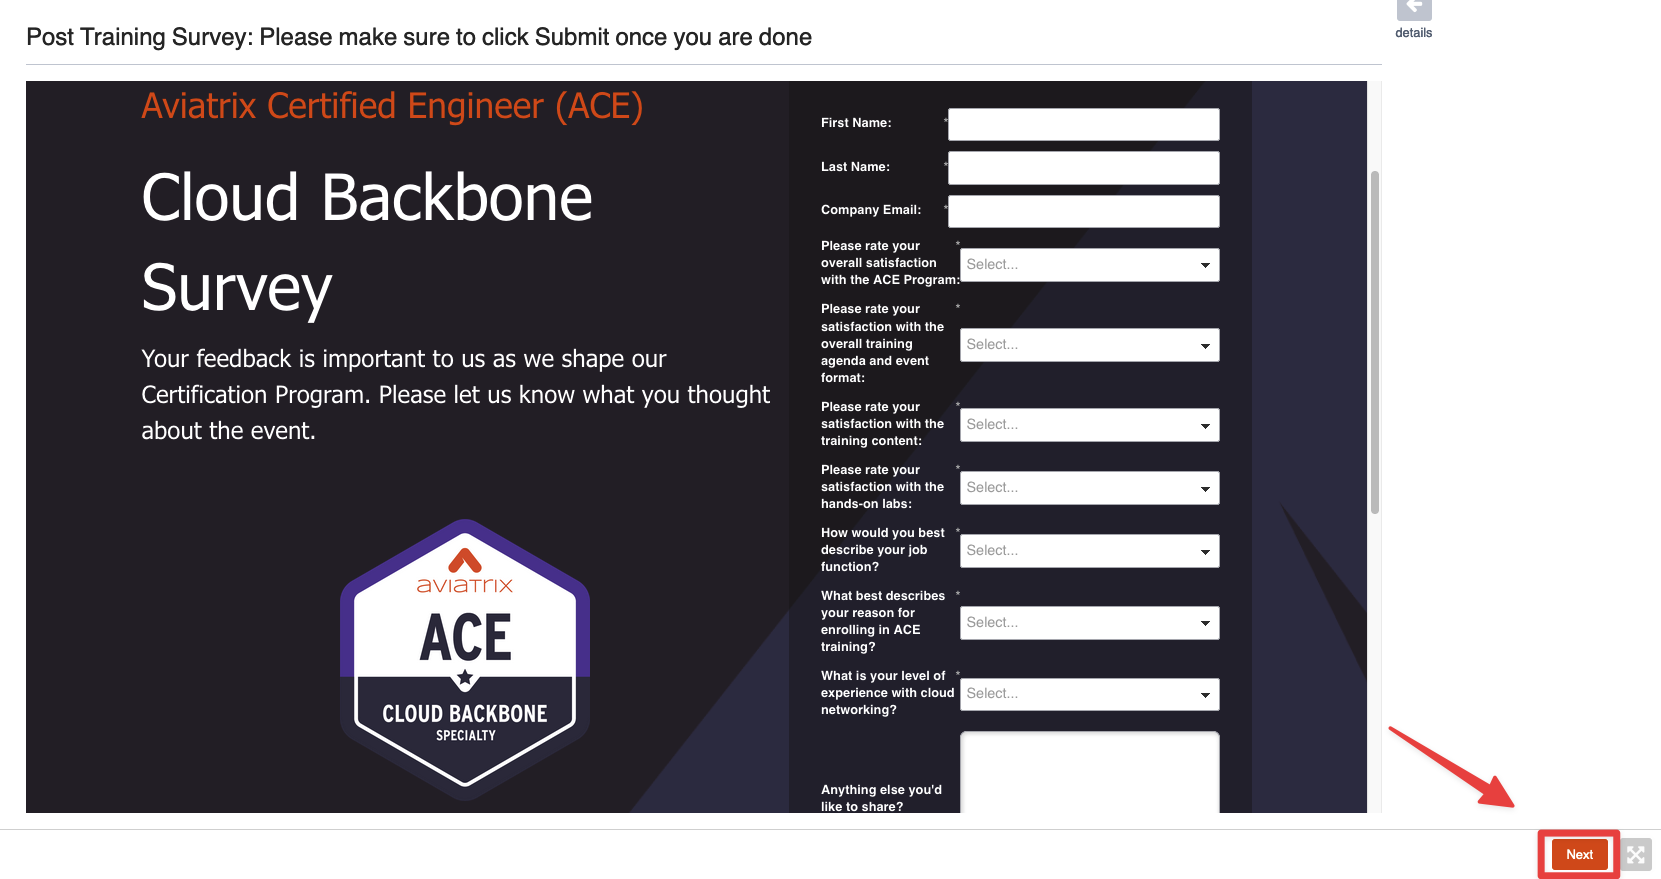 Post Training Survey: Please make sure to click Submit once you are done
details
Aviatrix Certified Engineer (ACE)
Cloud Backbone
Survey
Your feedback is important to us as we shape our
Certification Program. Please let us know what you thought
about the event.
aviatrix
ACE
CLOUD BACKBONE
SPECIALTY
First Name: *
Last Name: *
Company Email: *
Please rate your *
overall satisfaction
with the ACE Program:
Select...
Please rate your *
satisfaction with the
overall training
agenda and event
format:
Select...
Please rate your *
satisfaction with the
training content:
Select...
Please rate your *
satisfaction with the
hands-on labs:
Select...
How would you best *
describe your job
function?
Select...
What best describes *
your reason for
enrolling in ACE
training?
Select...
What is your level of *
experience with cloud
networking?
Select...
Anything else you'd
like to share?
Next